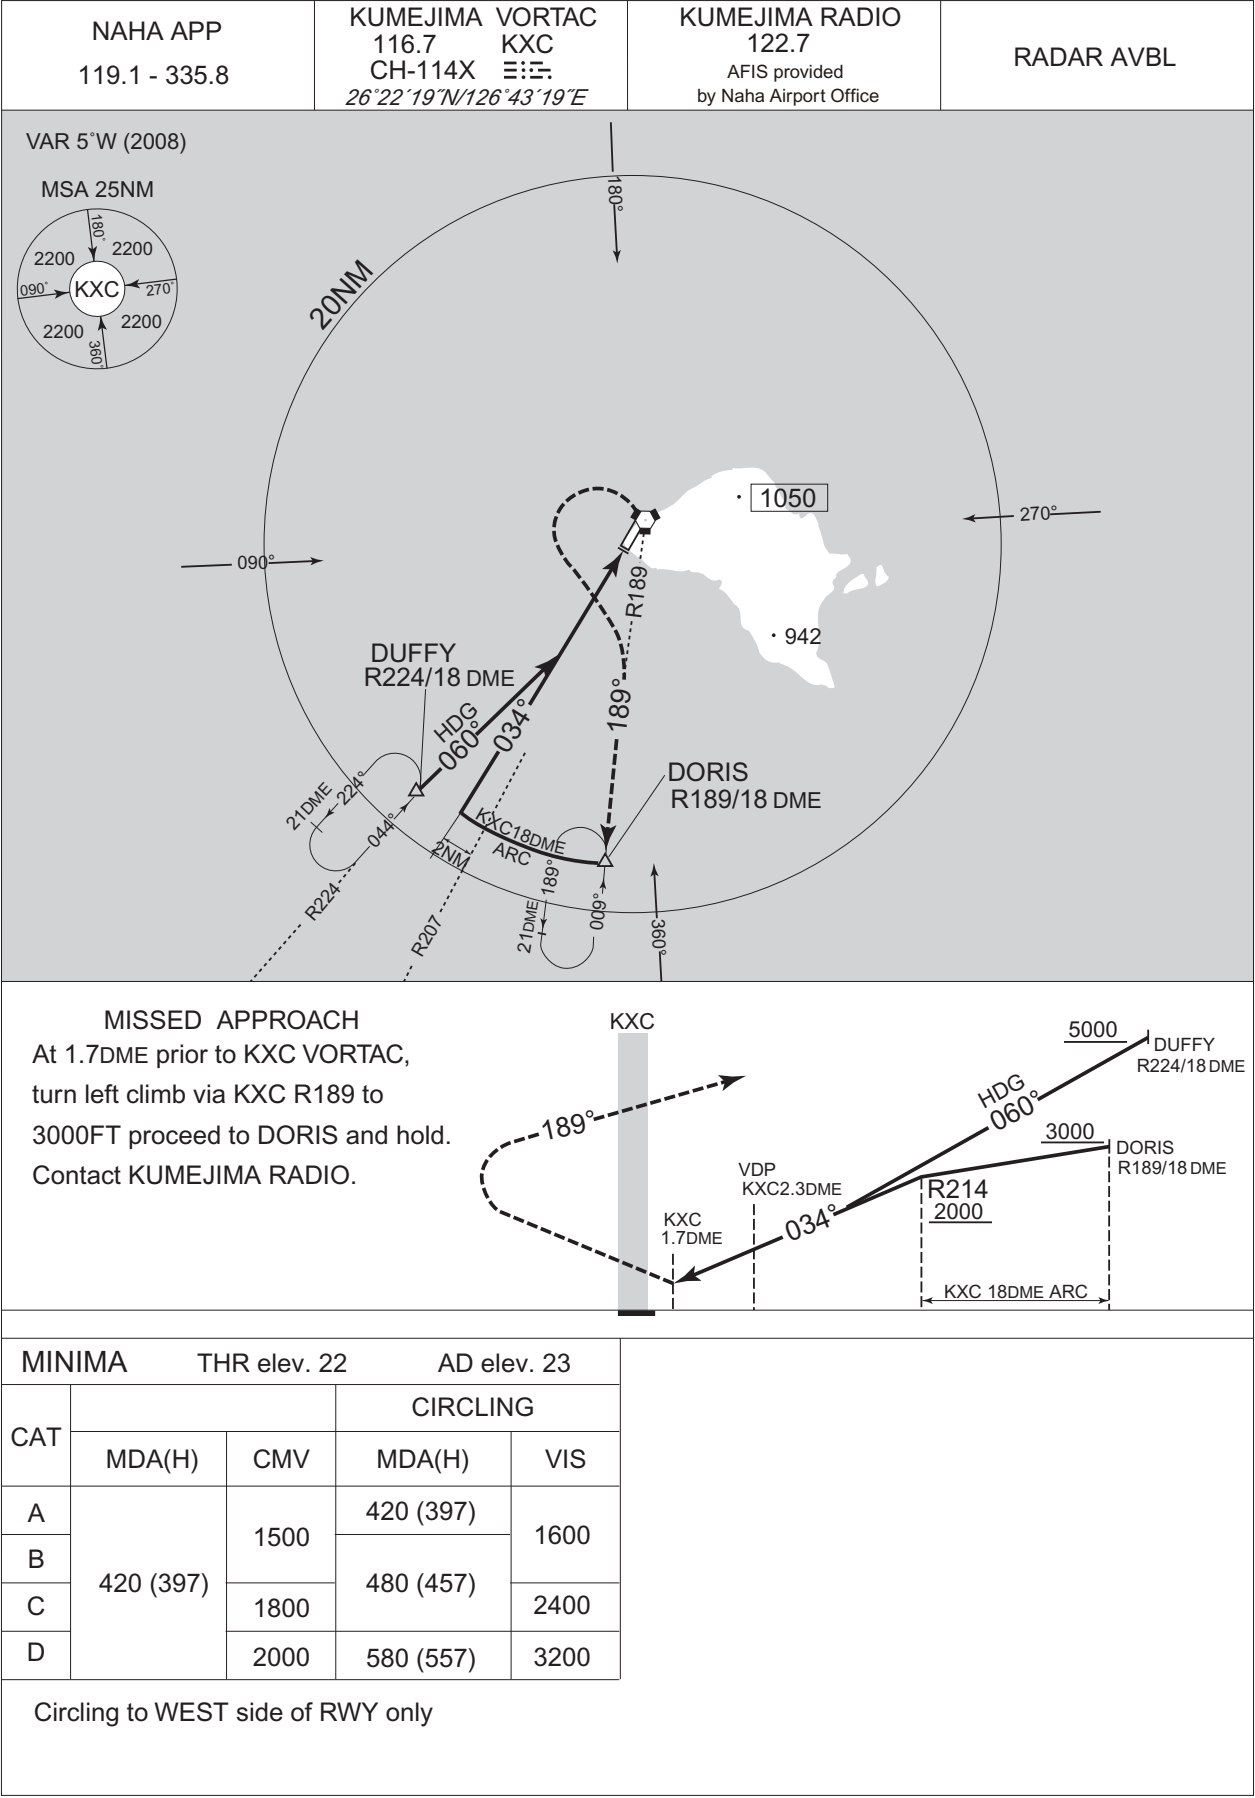 NAHA APP
119.1 - 335.8
KUMEJIMA VORTAC
116.7 KXC
CH-114X
26°22´19˝N/126°43´19˝E
KUMEJIMA RADIO
122.7
AFIS provided
by Naha Airport Office
RADAR AVBL
VAR 5°W (2008)
MSA 25NM
180°
2200
2200
090°
KXC
270°
2200
2200
360°
180°
20NM
1050
270°
090°
R189
942
DUFFY
R224/18 DME
HDG
060°
034°
189°
DORIS
R189/18 DME
21DME
224°
044°
KXC18DME
ARC
2NM
R224
R207
21DME
189°
009°
360°
MISSED APPROACH
At 1.7DME prior to KXC VORTAC,
turn left climb via KXC R189 to
3000FT proceed to DORIS and hold.
Contact KUMEJIMA RADIO.
KXC
189°
5000
DUFFY
R224/18 DME
HDG
060°
3000
DORIS
R189/18 DME
VDP
KXC2.3DME
R214
2000
KXC
1.7DME
034°
KXC 18DME ARC
MINIMA THR elev. 22 AD elev. 23
CAT
CIRCLING
MDA(H) CMV MDA(H) VIS
A
420 (397)
1500
1600
B
420 (397)
480 (457)
C
1800
2400
D
2000
580 (557)
3200
Circling to WEST side of RWY only